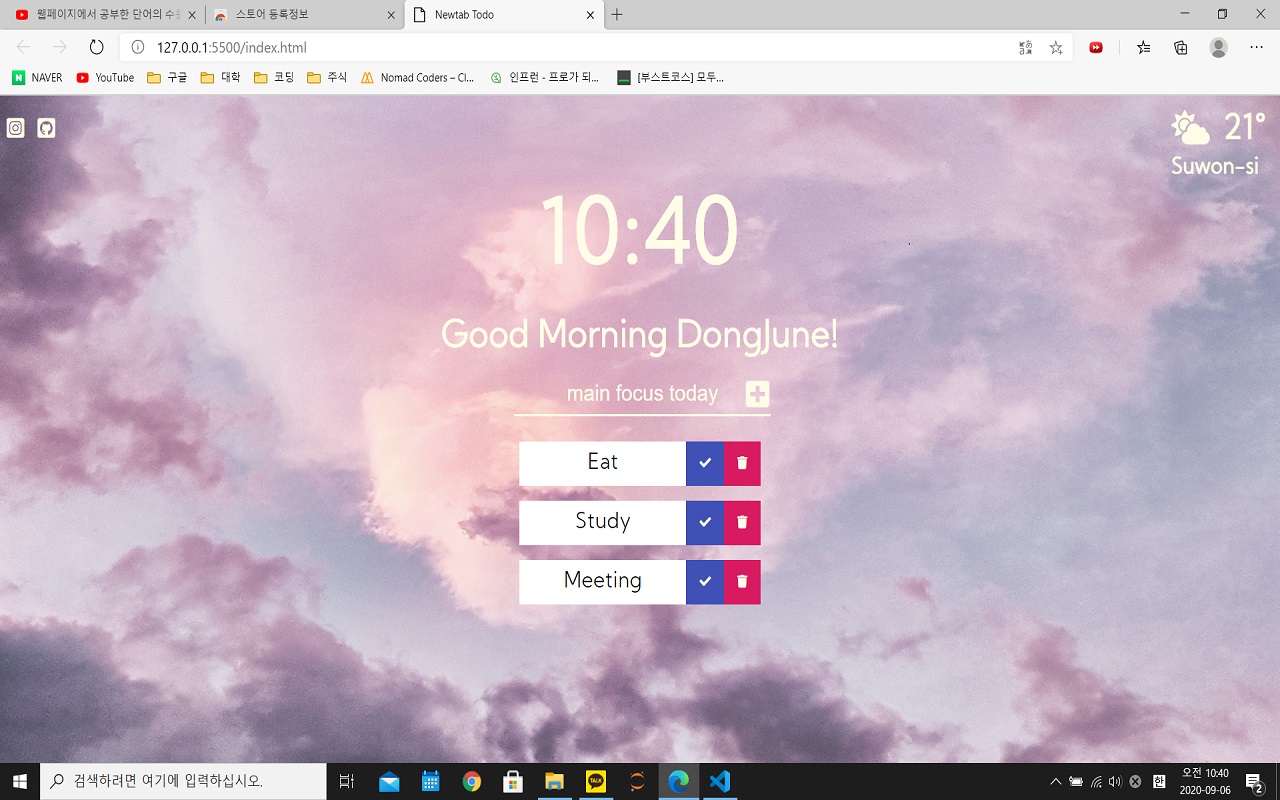 웹페이지에서 공부한 단어의 수를
스토어 등록정보
Newtab Todo
127.0.0.1:5500/index.html
NAVER
YouTube
구글
대학
코딩
주식
Nomad Coders – Cl...
인프런 - 프로가 되...
[부스트코스] 모두...
21°
Suwon-si
10:40
Good Morning DongJune!
main focus today
Eat
Study
Meeting
검색하려면 여기에 입력하십시오.
TALK
한
오전 10:40
2020-09-06
2